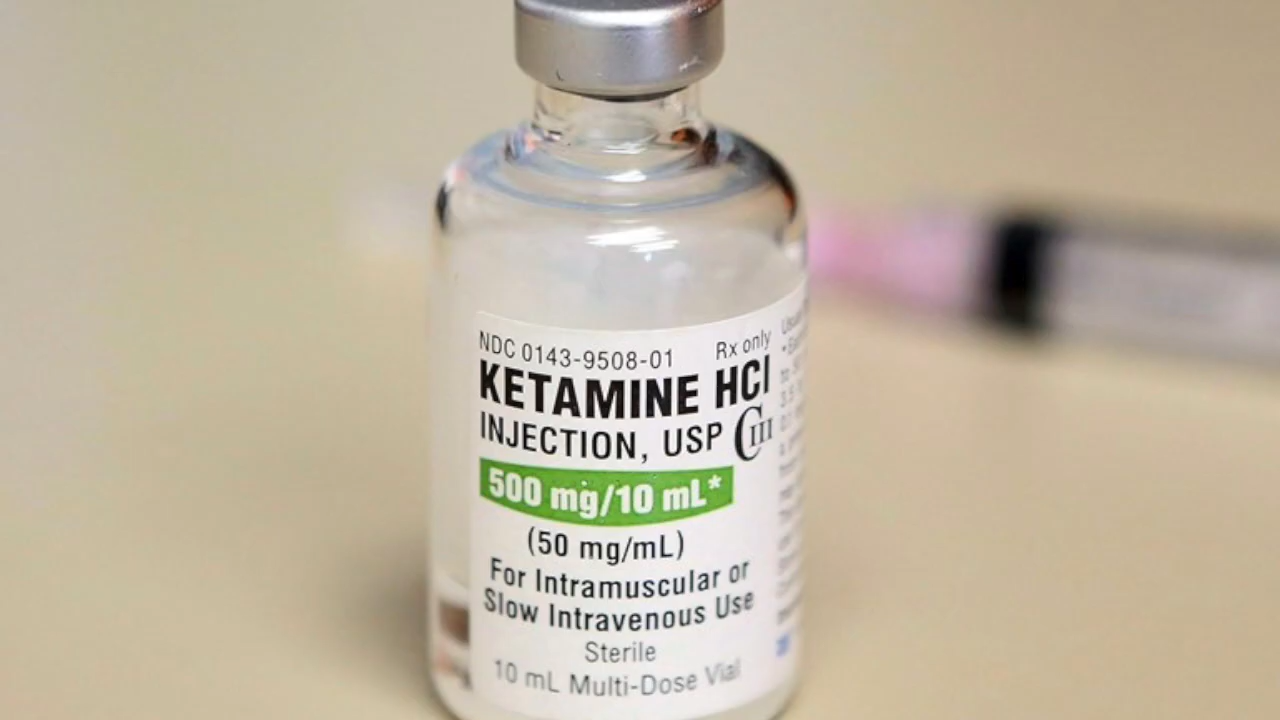 NDC 0143-9508-01 Rx only
KETAMINE HCl
INJECTION, USP CIII
500 mg/10 mL*
(50 mg/mL)
For Intramuscular or
Slow Intravenous Use
Sterile
10 mL Multi-Dose Vial